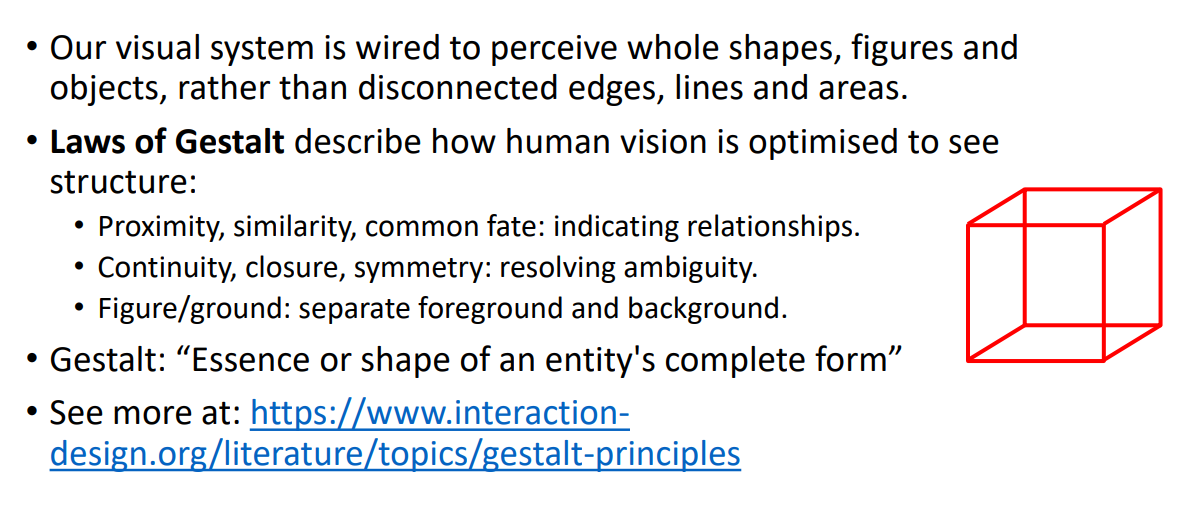 • Our visual system is wired to perceive whole shapes, figures and
objects, rather than disconnected edges, lines and areas.
• Laws of Gestalt describe how human vision is optimised to see
structure:
• Proximity, similarity, common fate: indicating relationships.
• Continuity, closure, symmetry: resolving ambiguity.
• Figure/ground: separate foreground and background.
• Gestalt: “Essence or shape of an entity's complete form”
• See more at: https://www.interaction-
design.org/literature/topics/gestalt-principles